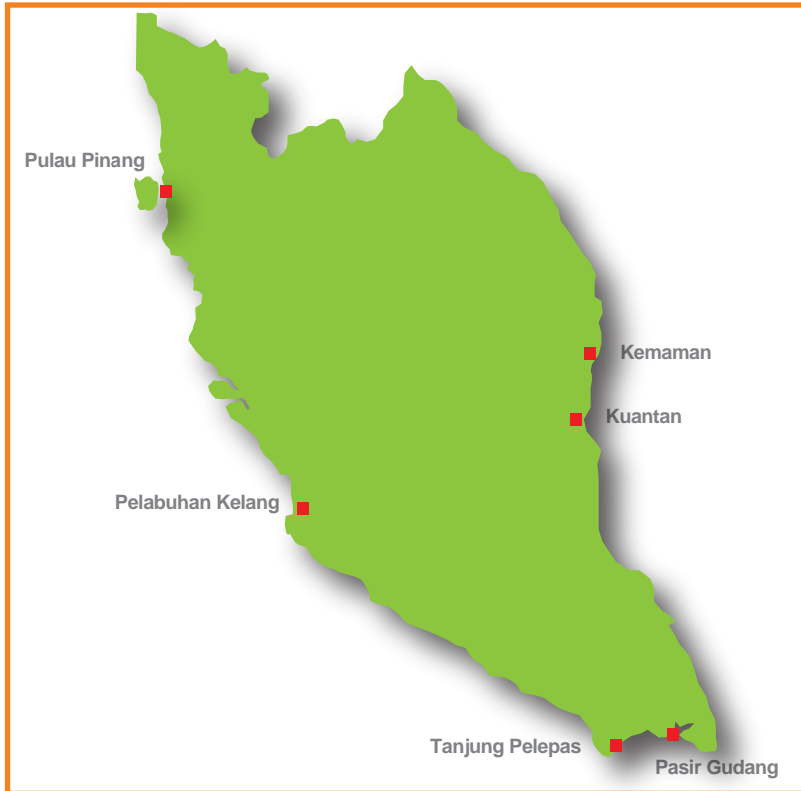 Pulau Pinang
Kemaman
Kuantan
Pelabuhan Kelang
Tanjung Pelepas
Pasir Gudang